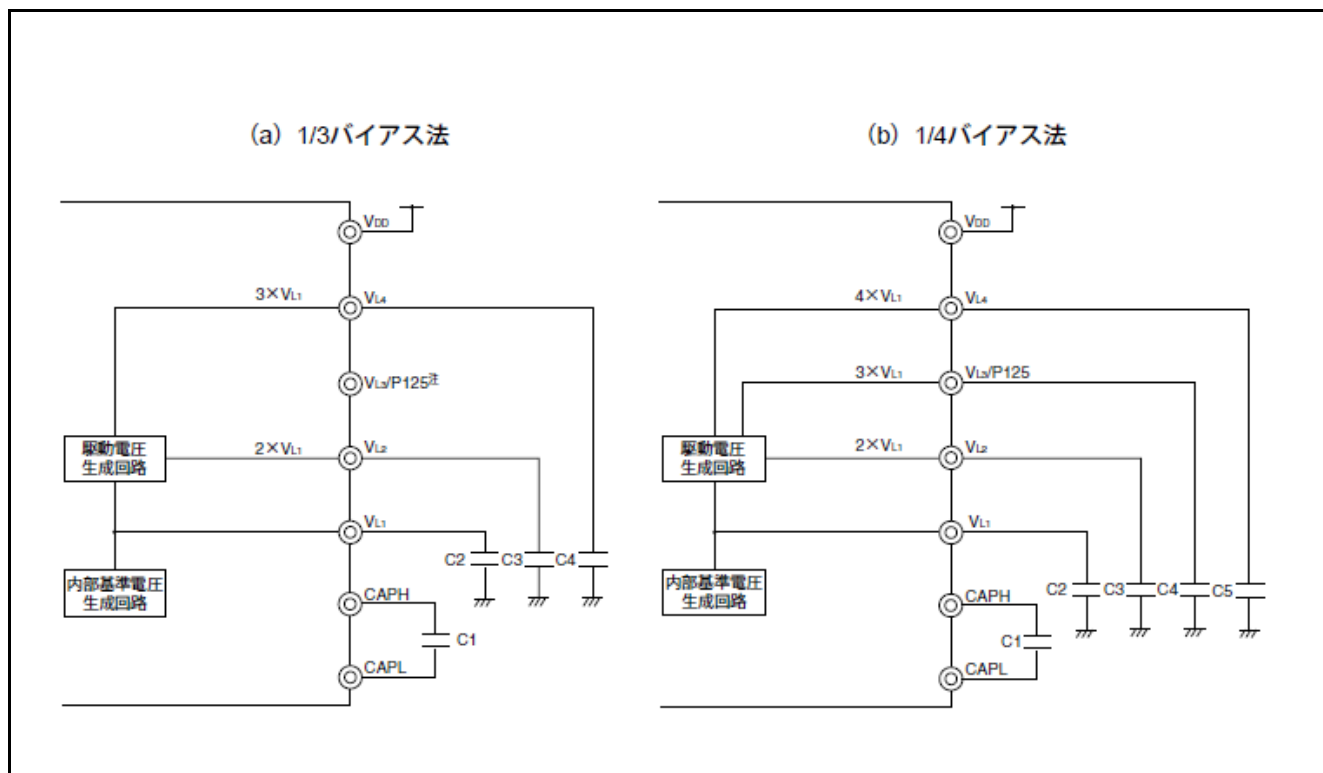 (a) 1/3バイアス法
VDD
3×VL1
VL4
VL3/P125注
駆動電圧
生成回路
2×VL1
VL2
VL1
内部基準電圧
生成回路
C2
C3
C4
CAPH
C1
CAPL
(b) 1/4バイアス法
VDD
4×VL1
VL4
3×VL1
VL3/P125
駆動電圧
生成回路
2×VL1
VL2
VL1
内部基準電圧
生成回路
C2
C3
C4
C5
CAPH
C1
CAPL